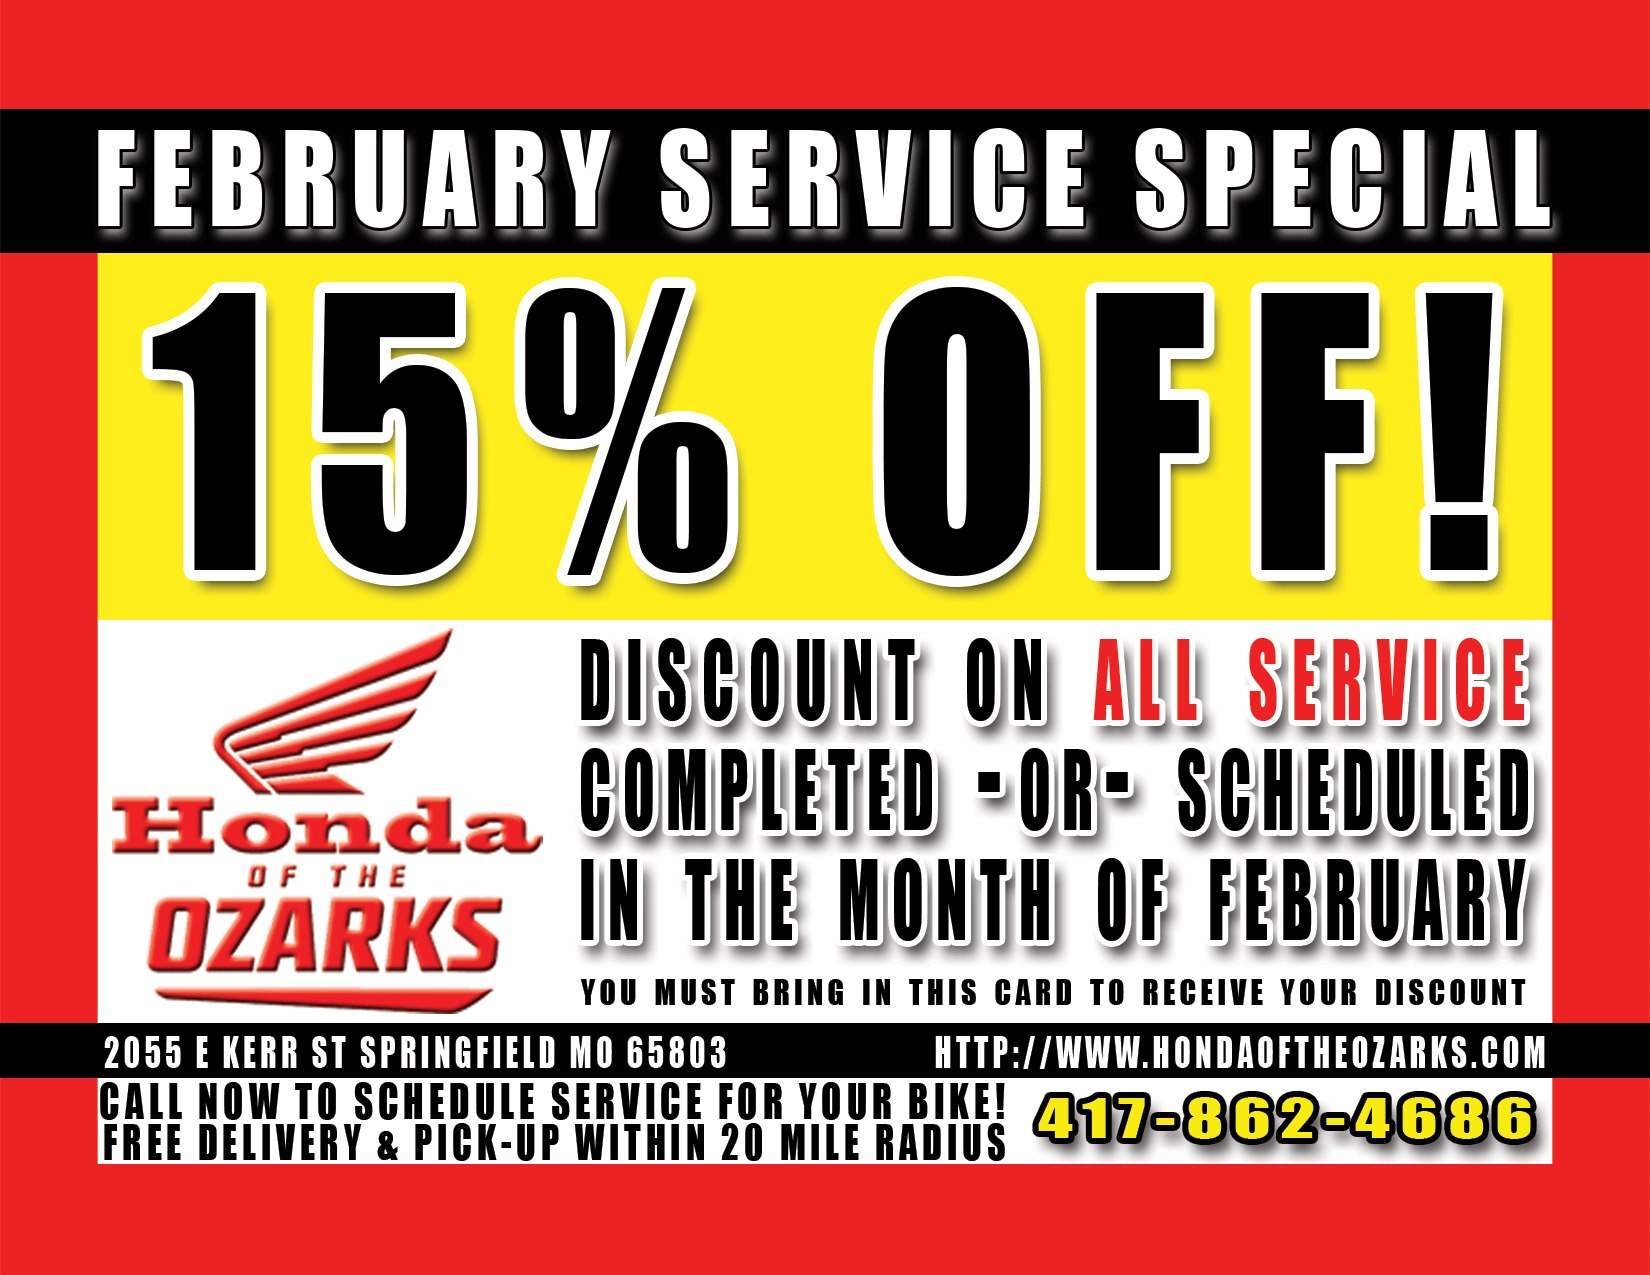 FEBRUARY SERVICE SPECIAL
15% OFF!
Honda
OF THE
OZARKS
DISCOUNT ON ALL SERVICE
COMPLETED -OR- SCHEDULED
IN THE MONTH OF FEBRUARY
YOU MUST BRING IN THIS CARD TO RECEIVE YOUR DISCOUNT
2055 E KERR ST SPRINGFIELD MO 65803
HTTP://WWW.HONDAOFTHEOZARKS.COM
CALL NOW TO SCHEDULE SERVICE FOR YOUR BIKE!
FREE DELIVERY & PICK-UP WITHIN 20 MILE RADIUS
417-862-4686